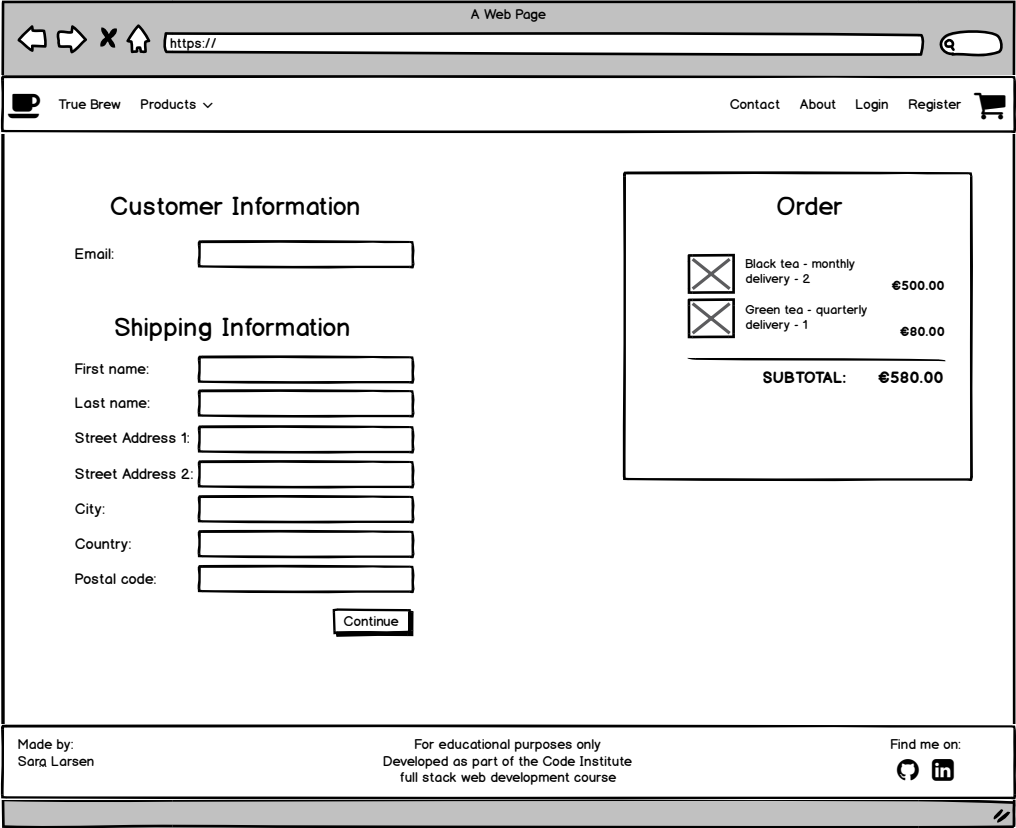 A Web Page
https://
True Brew Products
Contact About Login Register
Customer Information
Email:
Shipping Information
First name:
Last name:
Street Address 1:
Street Address 2:
City:
Country:
Postal code:
Continue
Order
Black tea - monthly
delivery - 2
€500.00
Green tea - quarterly
delivery - 1
€80.00
SUBTOTAL: €580.00
Made by:
Sara Larsen
For educational purposes only
Developed as part of the Code Institute
full stack web development course
Find me on:
in